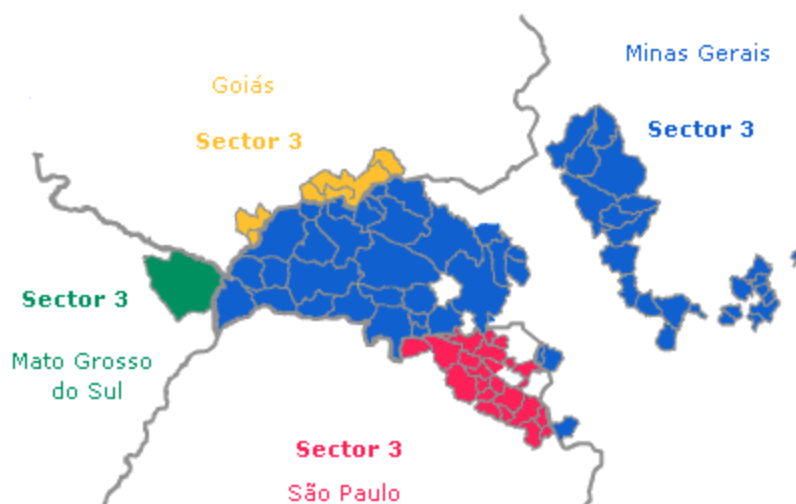 Minas Gerais
Goiás
Sector 3
Sector 3
Sector 3
Mato Grosso
do Sul
Sector 3
São Paulo